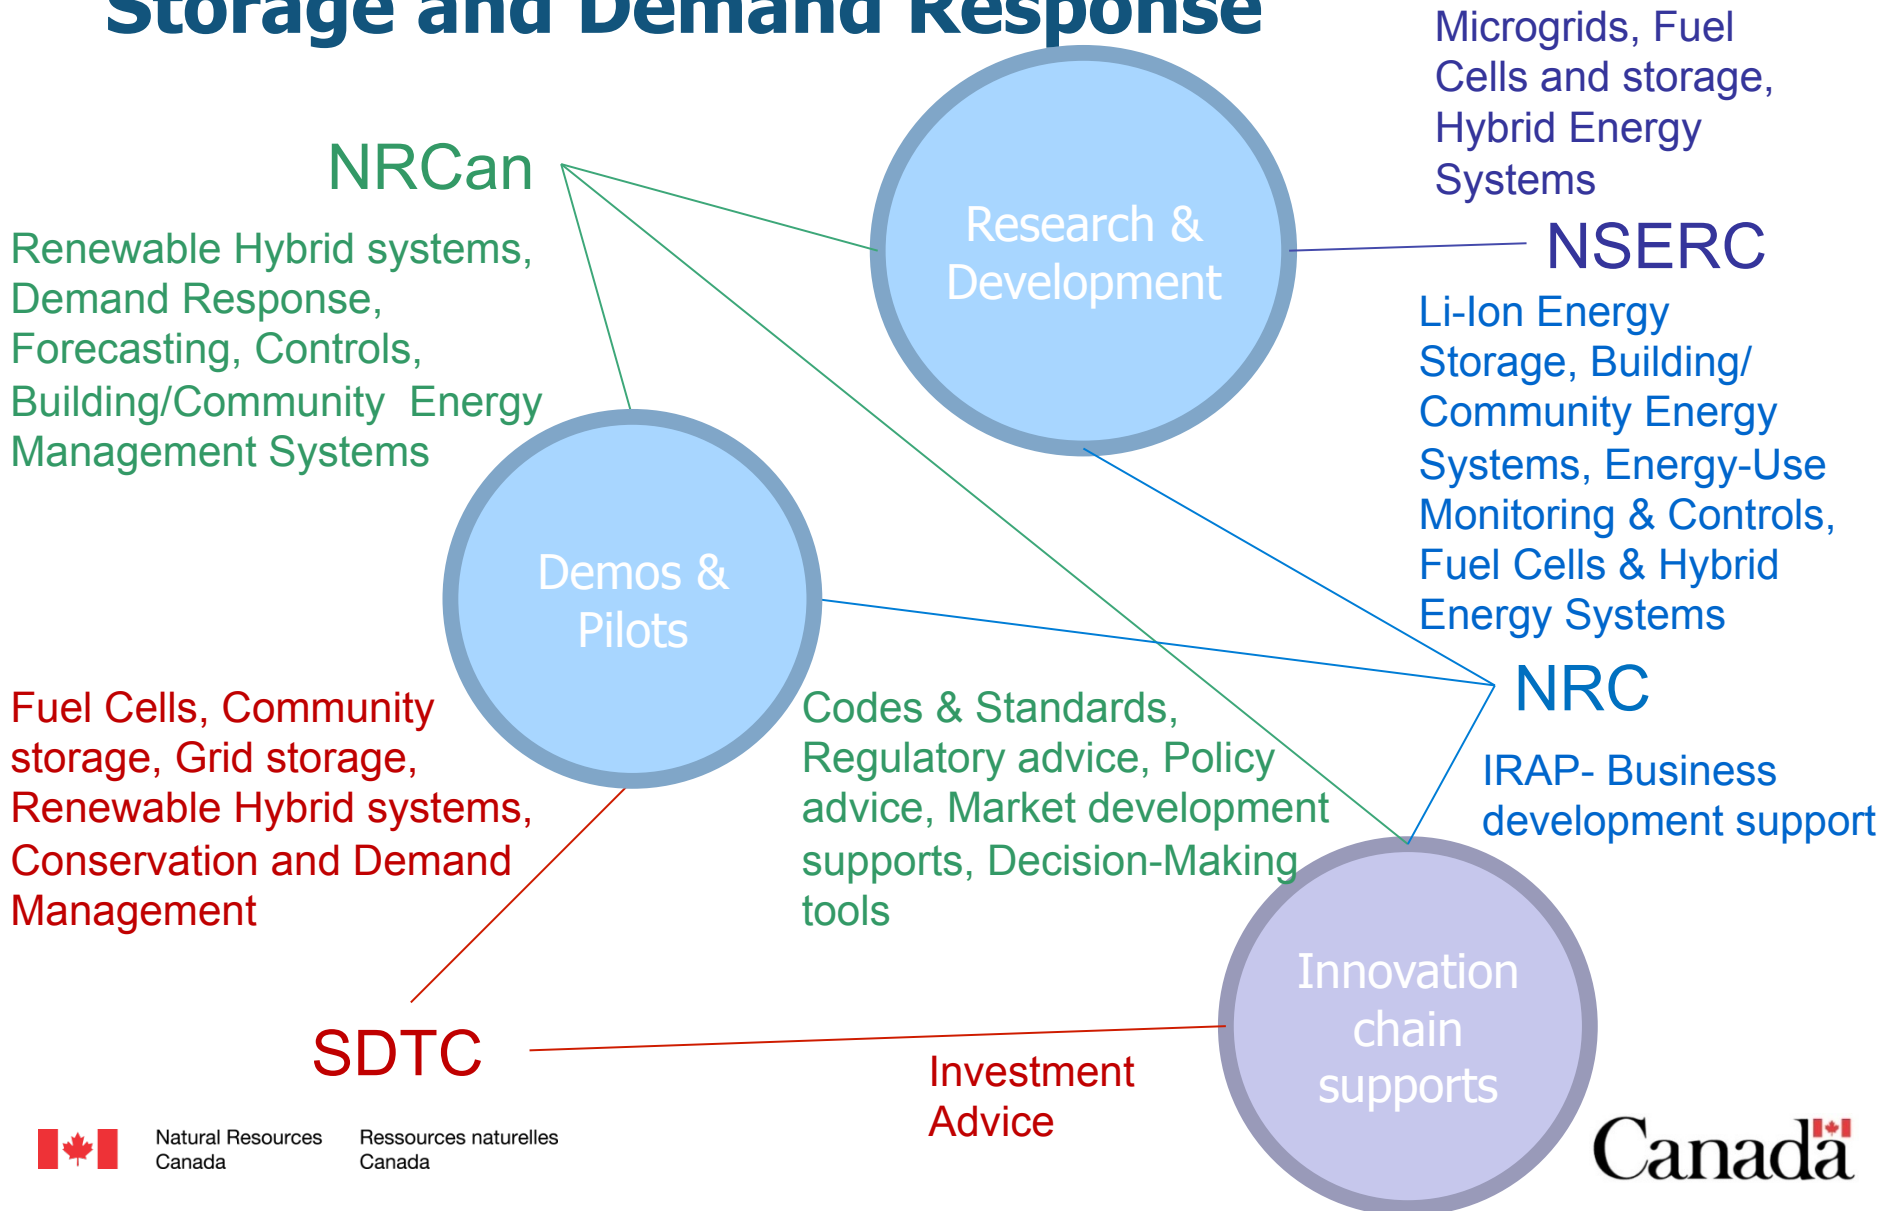 Storage and Demand Response
Microgrids, Fuel
Cells and storage,
Hybrid Energy
Systems
NRCan
Research &
Development
NSERC
Renewable Hybrid systems,
Demand Response,
Forecasting, Controls,
Building/Community  Energy
Management Systems
Li-Ion Energy
Storage, Building/
Community Energy
Systems, Energy-Use
Monitoring & Controls,
Fuel Cells & Hybrid
Energy Systems
Demos &
Pilots
NRC
Fuel Cells, Community
storage, Grid storage,
Renewable Hybrid systems,
Conservation and Demand
Management
Codes & Standards,
Regulatory advice, Policy
advice, Market development
supports, Decision-Making
tools
IRAP- Business
development support
Innovation
chain
supports
SDTC
Investment
Advice
Natural Resources
Canada
Ressources naturelles
Canada
Canada